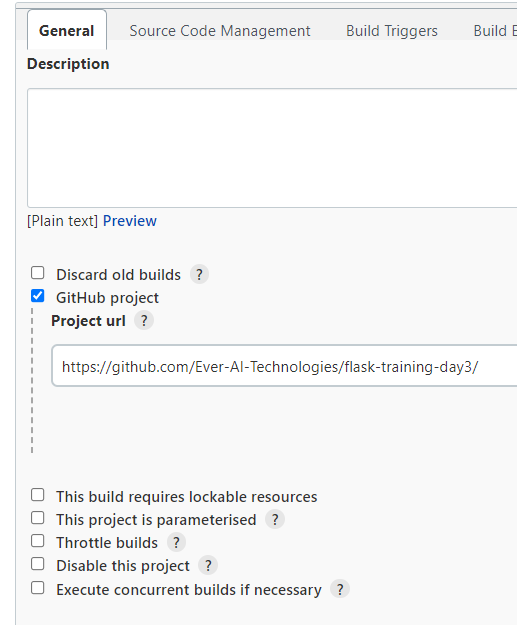 General Source Code Management Build Triggers Build E
Description
[Plain text] Preview
Discard old builds ?
GitHub project
Project url ?
https://github.com/Ever-AI-Technologies/flask-training-day3/
This build requires lockable resources
This project is parameterised ?
Throttle builds ?
Disable this project ?
Execute concurrent builds if necessary ?